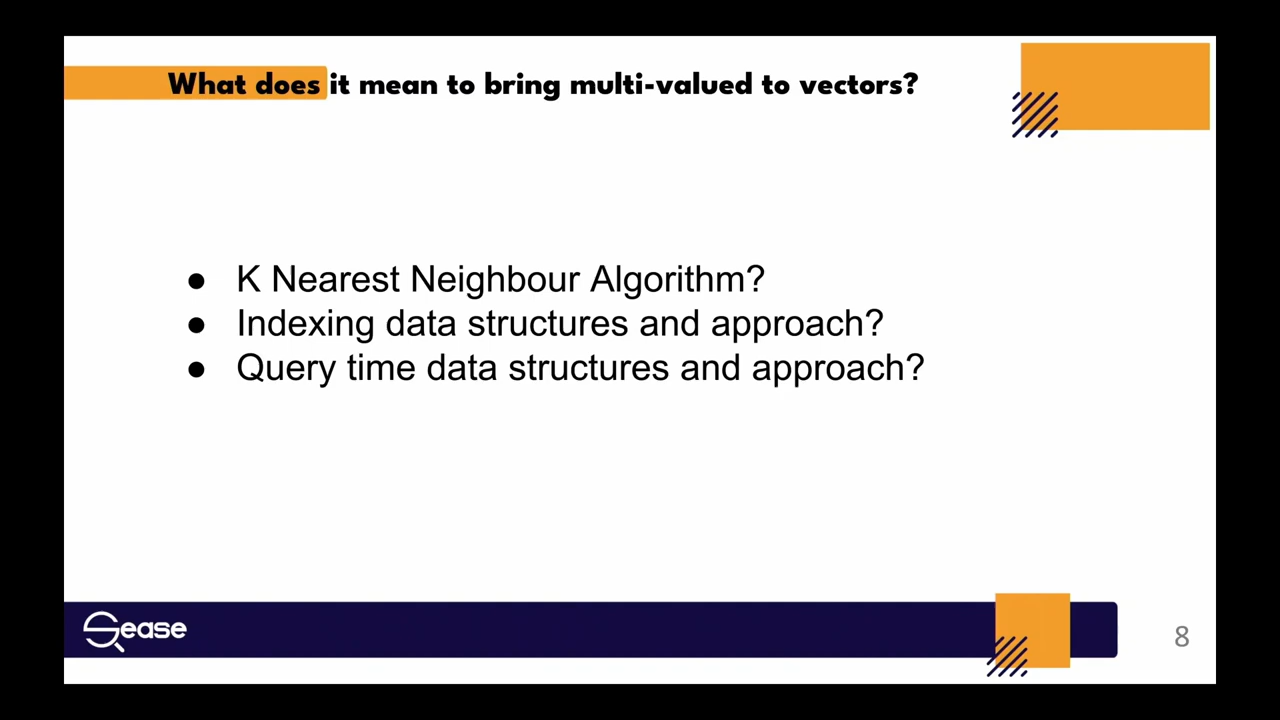 What does it mean to bring multi-valued to vectors?
● K Nearest Neighbour Algorithm?
● Indexing data structures and approach?
● Query time data structures and approach?
Sease
8